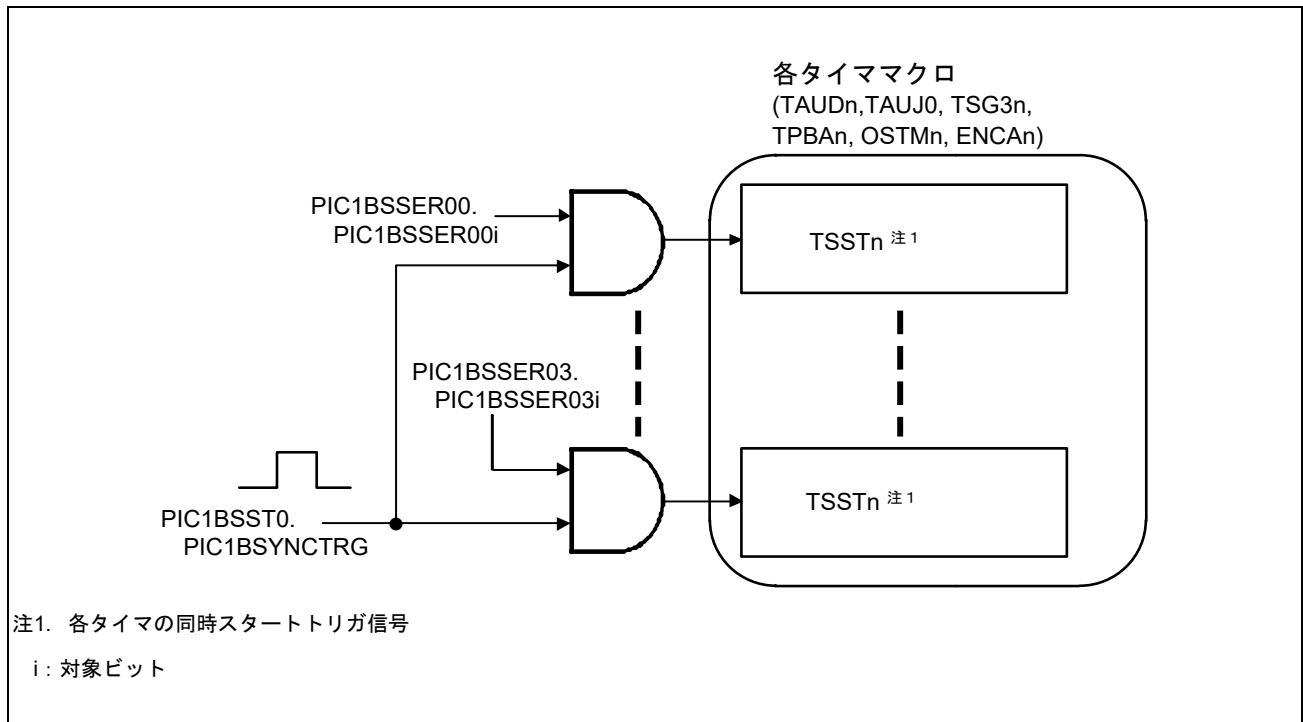 各タイママクロ
(TAUDn,TAUJ0, TSG3n,
TPBAn, OSTMn, ENCAn)
PIC1BSSER00.
PIC1BSSER00i
TSSTn 注1
PIC1BSSER03.
PIC1BSSER03i
TSSTn 注1
PIC1BSST0.
PIC1BSYNCTRG
注1. 各タイマの同時スタートトリガ信号
i : 対象ビット